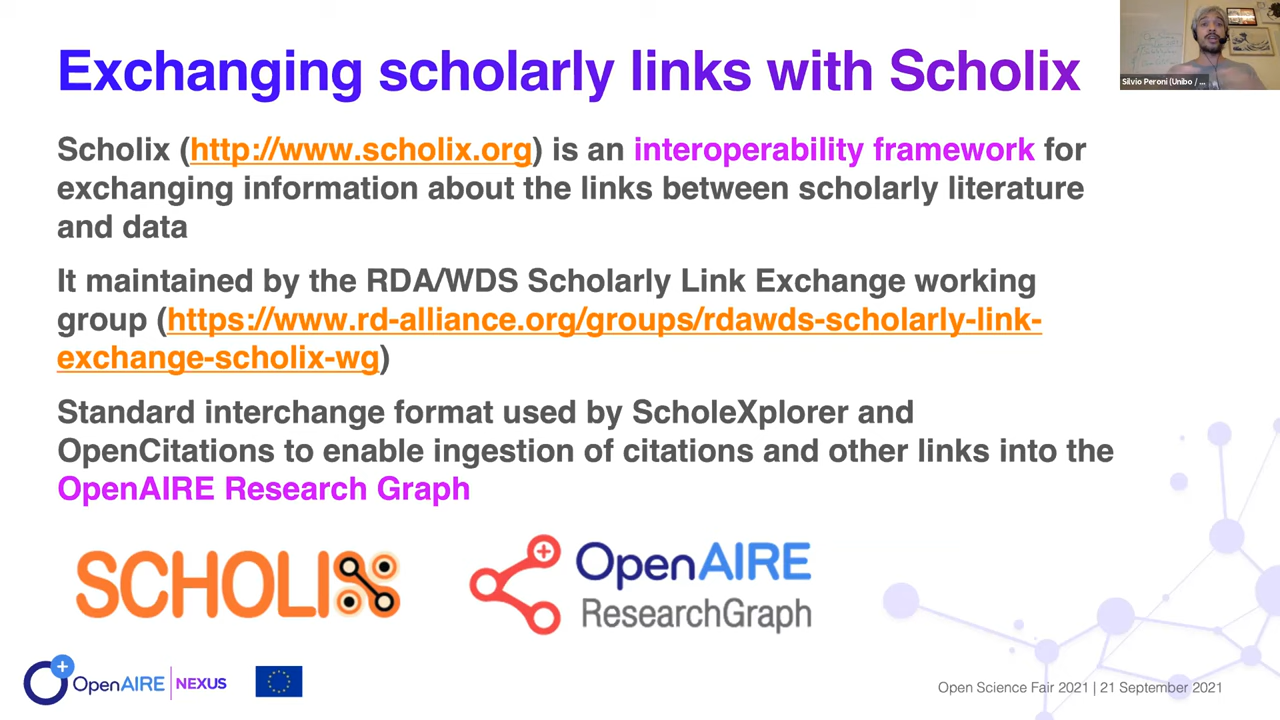 Exchanging scholarly links with Scholix
Silvio Peroni (Unibo / ...
Scholix (http://www.scholix.org) is an interoperability framework for
exchanging information about the links between scholarly literature
and data
It maintained by the RDA/WDS Scholarly Link Exchange working
group (https://www.rd-alliance.org/groups/rdawds-scholarly-link-
exchange-scholix-wg)
Standard interchange format used by ScholeXplorer and
OpenCitations to enable ingestion of citations and other links into the
OpenAIRE Research Graph
SCHOLIX
OpenAIRE
ResearchGraph
OpenAIRE NEXUS
Open Science Fair 2021 | 21 September 2021